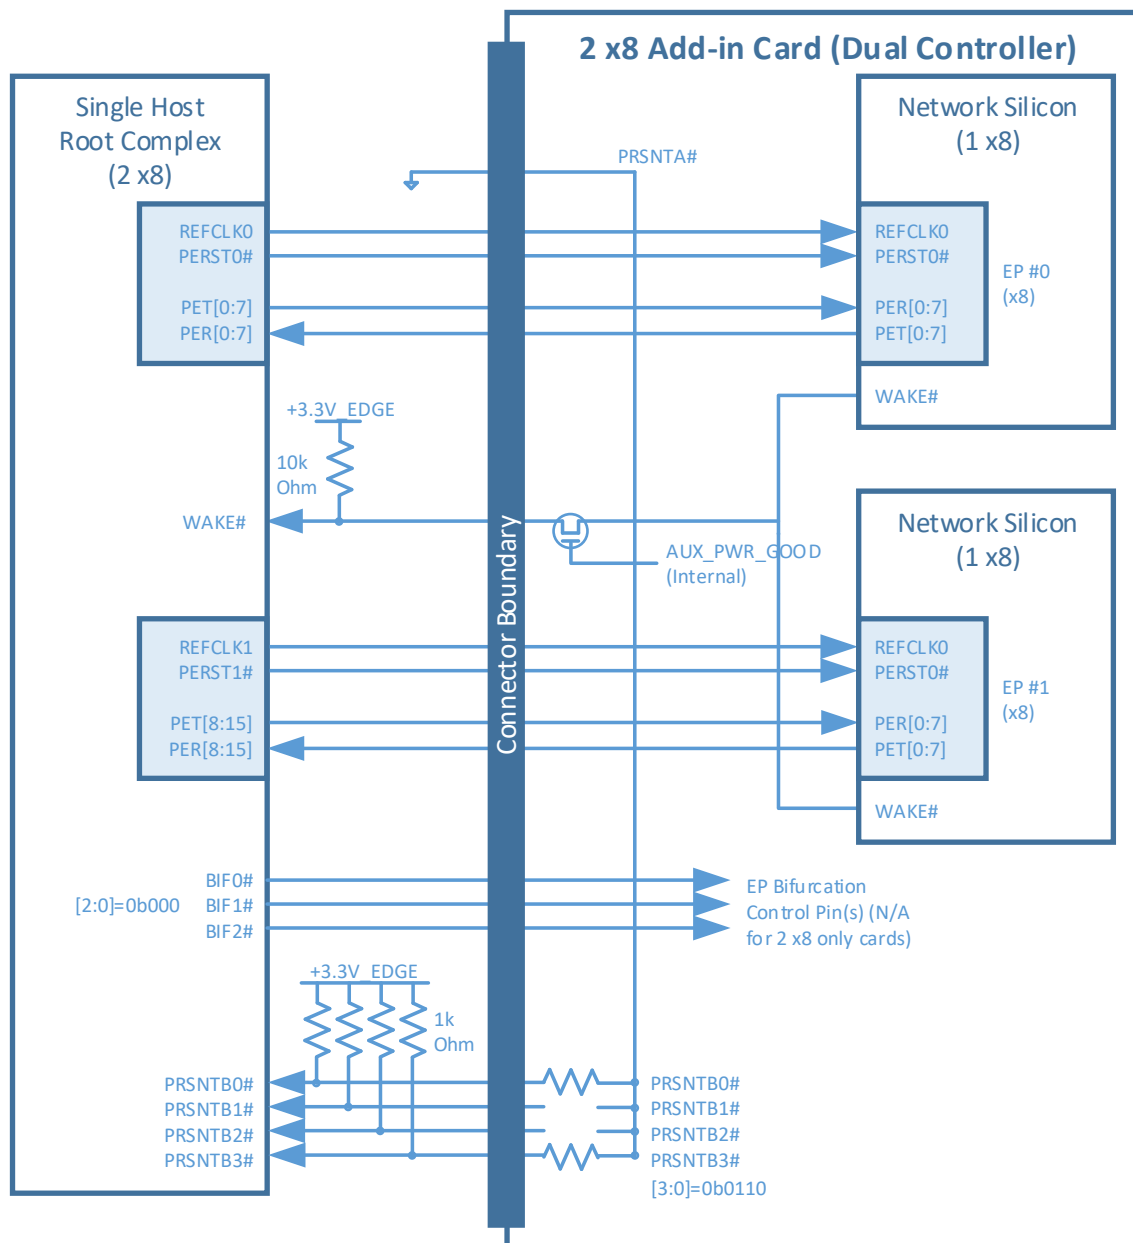 2 x8 Add-in Card (Dual Controller)
Single Host
Root Complex
(2 x8)
Network Silicon
(1 x8)
PRSNTA#
REFCLK0
PERST0#
PET[0:7]
PER[0:7]
REFCLK0
PERST0#
PER[0:7]
PET[0:7]
EP #0
(x8)
WAKE#
+3.3V_EDGE
10k
Ohm
WAKE#
Connector Boundary
AUX_PWR_GOOD
(Internal)
Network Silicon
(1 x8)
REFCLK1
PERST1#
PET[8:15]
PER[8:15]
REFCLK0
PERST0#
PER[0:7]
PET[0:7]
EP #1
(x8)
WAKE#
BIF0#
[2:0]=0b000 BIF1#
BIF2#
EP Bifurcation
Control Pin(s) (N/A
for 2 x8 only cards)
+3.3V_EDGE
1k
Ohm
PRSNTB0#
PRSNTB1#
PRSNTB2#
PRSNTB3#
PRSNTB0#
PRSNTB1#
PRSNTB2#
PRSNTB3#
[3:0]=0b0110